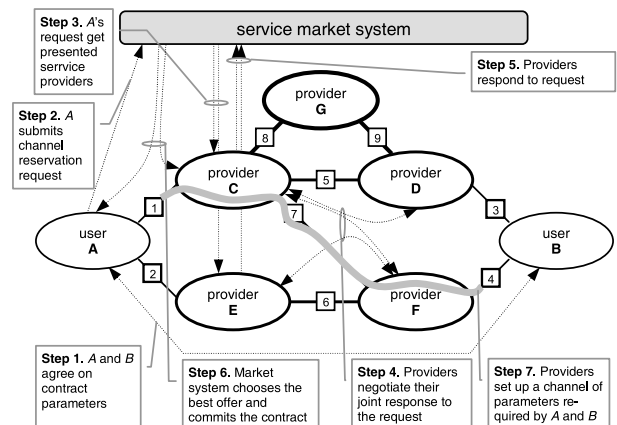 service market system
Step 3. A's
request get
presented
serrvice
providers
Step 5. Providers
respond to request
Step 2. A
submits
channel
reservation
request
provider
G
8
9
provider
C
5
provider
D
1
7
3
user
A
user
B
2
4
provider
E
6
provider
F
Step 1. A and B
agree on
contract
parameters
Step 6. Market
system chooses the
best offer and
commits the contract
Step 4. Providers
negotiate their
joint response to
the request
Step 7. Providers
set up a channel of
parameters re-
quired by A and B